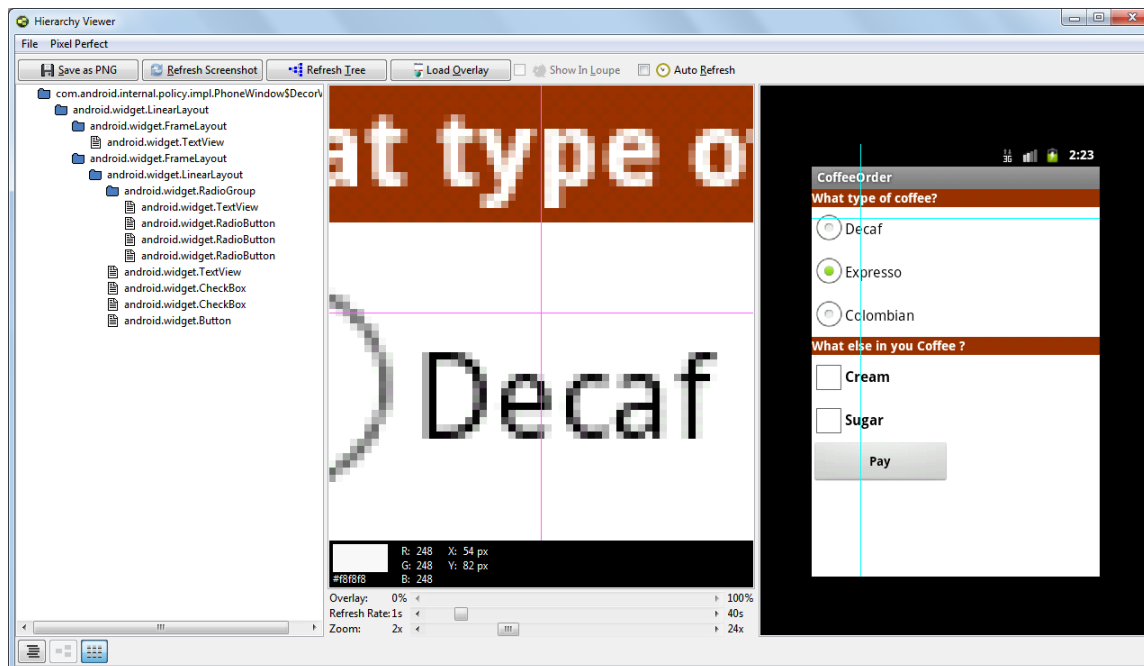 Hierarchy Viewer
File Pixel Perfect
Save as PNG Refresh Screenshot Refresh Tree Load Overlay Show In Loupe Auto Refresh
com.android.internal.policy.impl.PhoneWindow$DecorV
android.widget.LinearLayout
android.widget.FrameLayout
android.widget.TextView
android.widget.FrameLayout
android.widget.LinearLayout
android.widget.RadioGroup
android.widget.TextView
android.widget.RadioButton
android.widget.RadioButton
android.widget.RadioButton
android.widget.TextView
android.widget.CheckBox
android.widget.CheckBox
android.widget.Button
at type of
Decaf
R: 248 X: 54 px
G: 248 Y: 82 px
#f8f8f8 B: 248
Overlay: 0% 100%
Refresh Rate: 1s 40s
Zoom: 2x 24x
3G 2:23
CoffeeOrder
What type of coffee?
Decaf
Expresso
Colombian
What else in you Coffee ?
Cream
Sugar
Pay